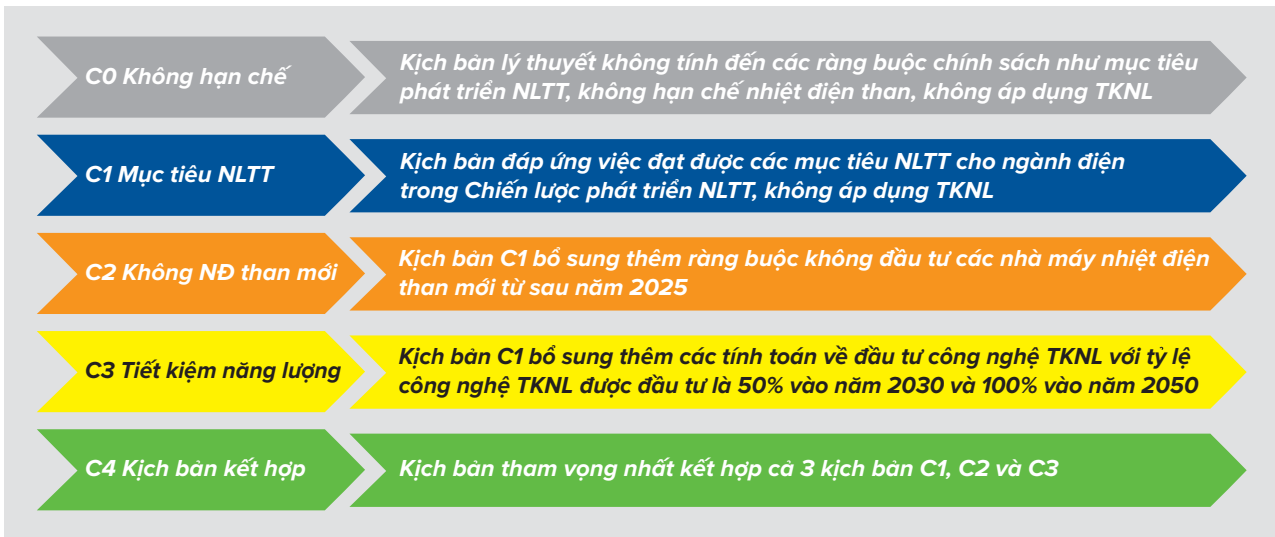 C0 Không hạn chế
Kịch bản lý thuyết không tính đến các ràng buộc chính sách như mục tiêu
phát triển NLTT, không hạn chế nhiệt điện than, không áp dụng TKNL
C1 Mục tiêu NLTT
Kịch bản đáp ứng việc đạt được các mục tiêu NLTT cho ngành điện
trong Chiến lược phát triển NLTT, không áp dụng TKNL
C2 Không NĐ than mới
Kịch bản C1 bổ sung thêm ràng buộc không đầu tư các nhà máy nhiệt điện
than mới từ sau năm 2025
C3 Tiết kiệm năng lượng
Kịch bản C1 bổ sung thêm các tính toán về đầu tư công nghệ TKNL với tỷ lệ
công nghệ TKNL được đầu tư là 50% vào năm 2030 và 100% vào năm 2050
C4 Kịch bản kết hợp
Kịch bản tham vọng nhất kết hợp cả 3 kịch bản C1, C2 và C3